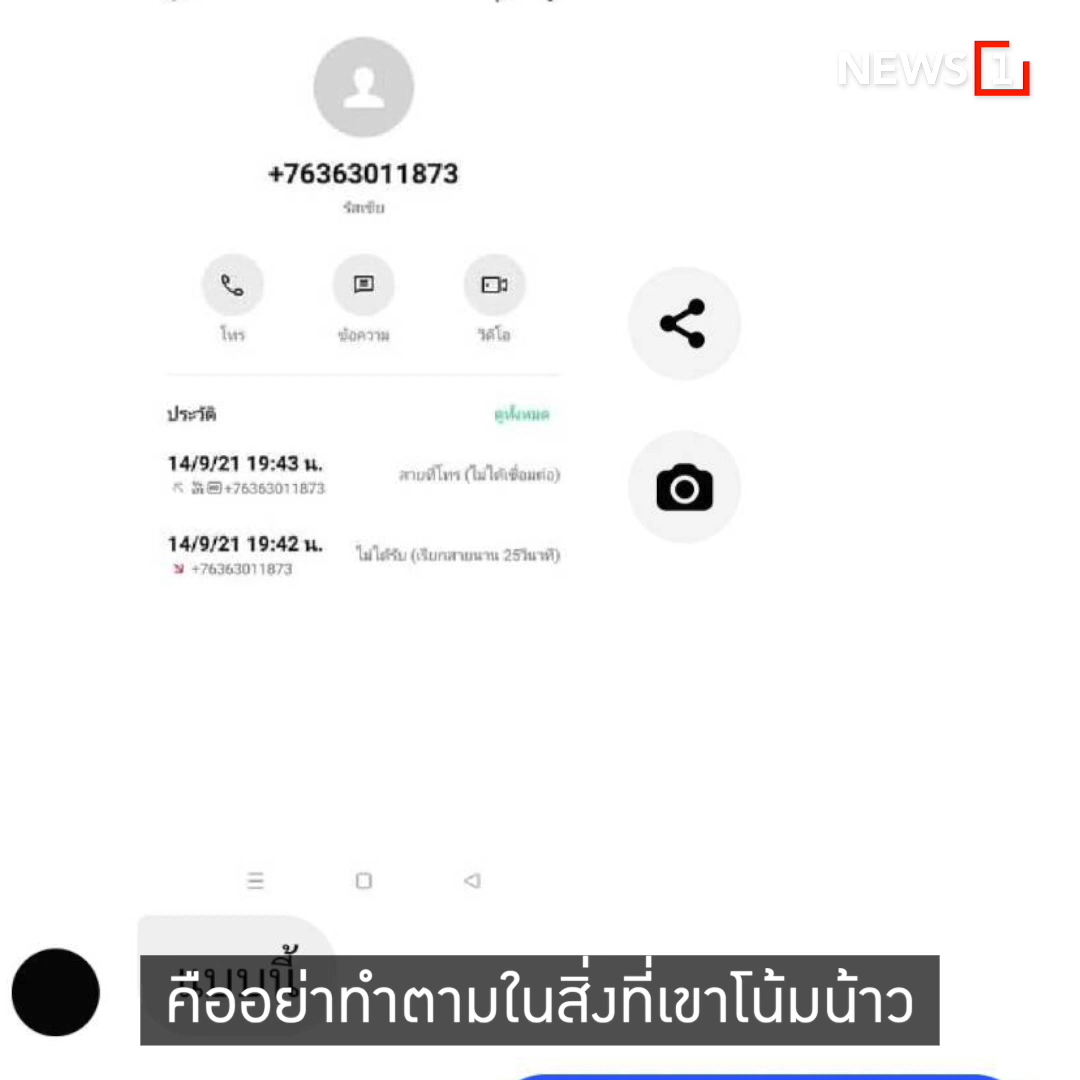 NEWS 1
+76363011873
รัสเซีย
โทร
ข้อความ
วิดีโอ
ประวัติ
ดูทั้งหมด
14/9/21 19:43 น.
สายที่โทร (ไม่ได้เชื่อมต่อ)
+76363011873
14/9/21 19:42 น.
ไม่ได้รับ (เรียกสายนาน 25วินาที)
+76363011873
แบบนี้
คืออย่าทำตามในสิ่งที่เขาโน้มน้าว